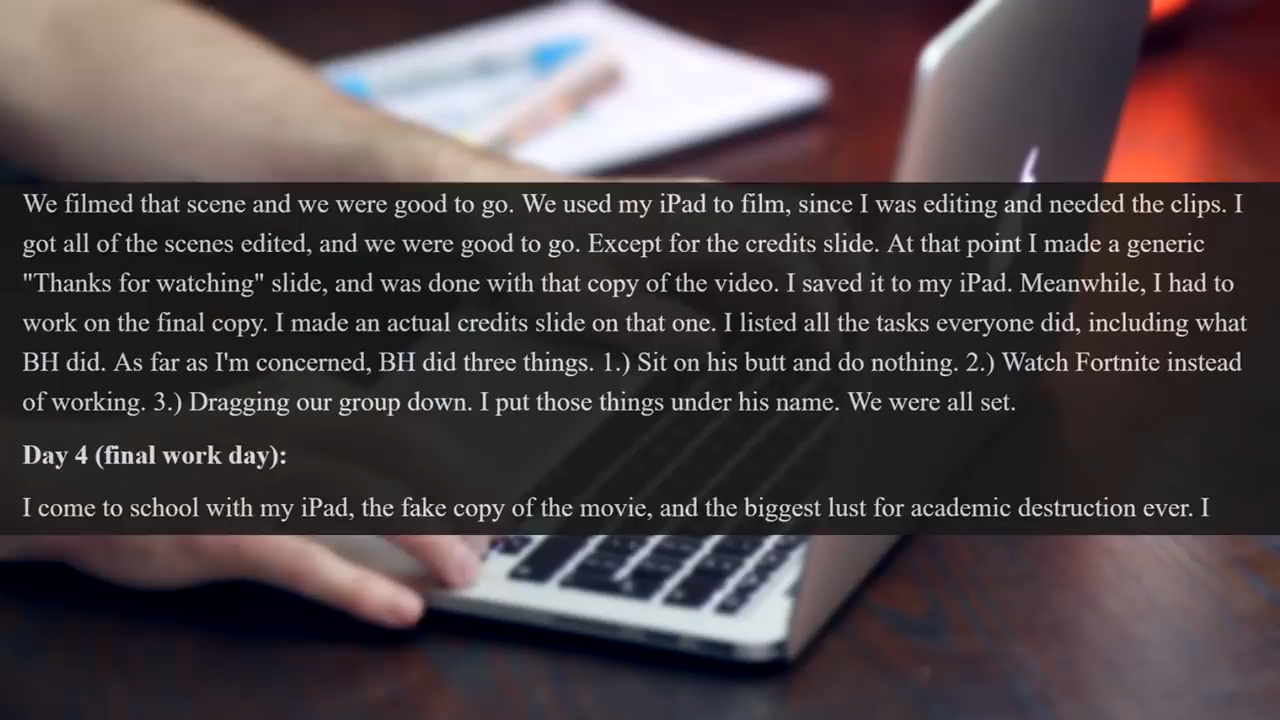 We filmed that scene and we were good to go. We used my iPad to film, since I was editing and needed the clips. I
got all of the scenes edited, and we were good to go. Except for the credits slide. At that point I made a generic
"Thanks for watching" slide, and was done with that copy of the video. I saved it to my iPad. Meanwhile, I had to
work on the final copy. I made an actual credits slide on that one. I listed all the tasks everyone did, including what
BH did. As far as I'm concerned, BH did three things. 1.) Sit on his butt and do nothing. 2.) Watch Fortnite instead
of working. 3.) Dragging our group down. I put those things under his name. We were all set.
Day 4 (final work day):
I come to school with my iPad, the fake copy of the movie, and the biggest lust for academic destruction ever. I